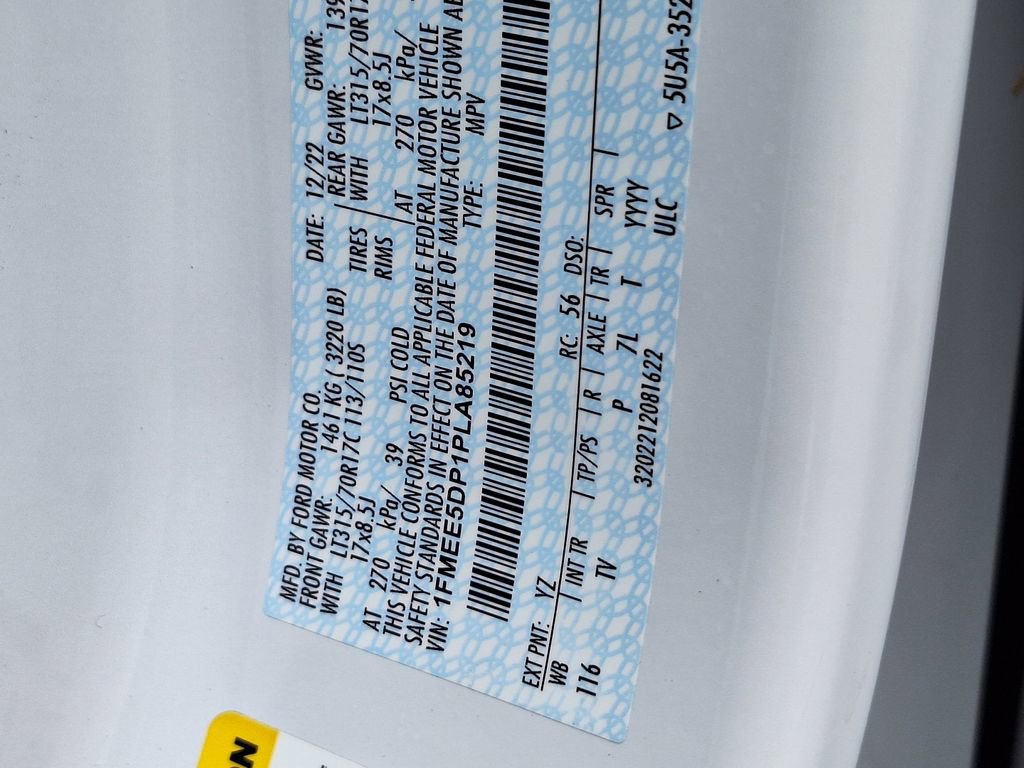 MFD. BY FORD MOTOR CO. DATE: 12/22 GVWR:
FRONT GAWR: 1461 KG ( 3220 LB) REAR GAWR: 139
WITH LT315/70R17C 113/110S TIRES WITH LT315/70R17
17x8.5J RIMS 17x8.5J
AT 270 kPa/ 39 PSI COLD AT 270 kPa/
THIS VEHICLE CONFORMS TO ALL APPLICABLE FEDERAL MOTOR VEHICLE
SAFETY STANDARDS IN EFFECT ON THE DATE OF MANUFACTURE SHOWN
VIN: 1FMEE5DP1PLA85219 TYPE: MPV
EXT PNT: YZ RC: 56 DSO:
WB INT TR TP/PS R AXLE TR SPR
116 TV P 7L T YYYY
3202212081622 ULC
▽ 5U5A-352